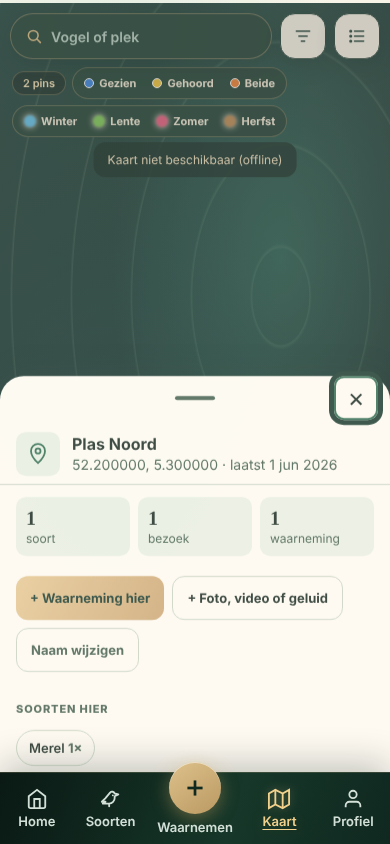 Vogel of plek
2 pins
Gezien Gehoord Beide
Winter Lente Zomer Herfst
Kaart niet beschikbaar (offline)
Plas Noord
52.200000, 5.300000 · laatst 1 jun 2026
1 1 1
soort bezoek waarneming
+ Waarneming hier + Foto, video of geluid
Naam wijzigen
SOORTEN HIER
Merel 1×
Home Soorten Waarnemen Kaart Profiel